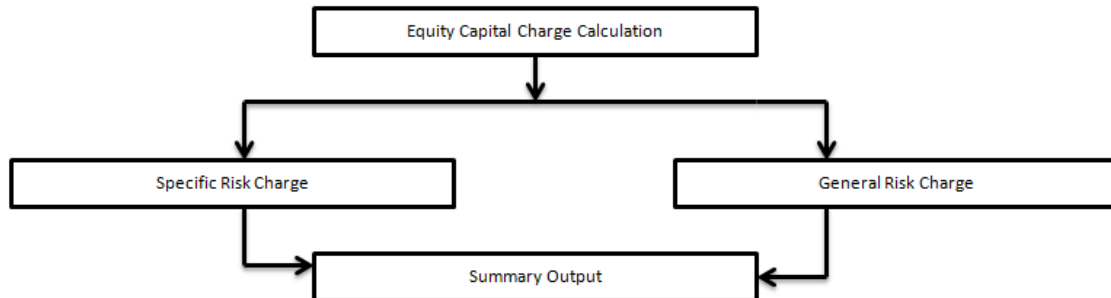 Equity Capital Charge Calculation
Specific Risk Charge
General Risk Charge
Summary Output